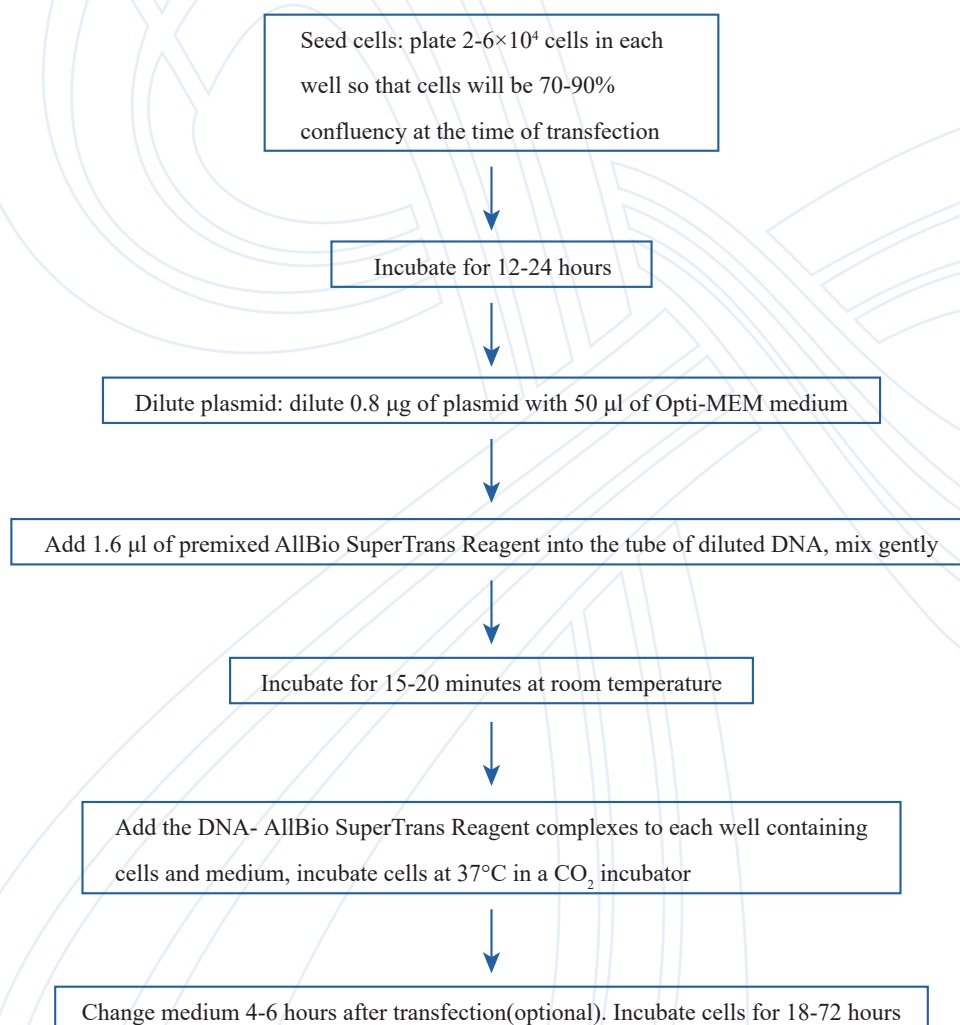 Seed cells: plate 2-6×10⁴ cells in each
well so that cells will be 70-90%
confluency at the time of transfection
Incubate for 12-24 hours
Dilute plasmid: dilute 0.8 μg of plasmid with 50 μl of Opti-MEM medium
Add 1.6 μl of premixed AllBio SuperTrans Reagent into the tube of diluted DNA, mix gently
Incubate for 15-20 minutes at room temperature
Add the DNA- AllBio SuperTrans Reagent complexes to each well containing
cells and medium, incubate cells at 37°C in a CO₂ incubator
Change medium 4-6 hours after transfection(optional). Incubate cells for 18-72 hours